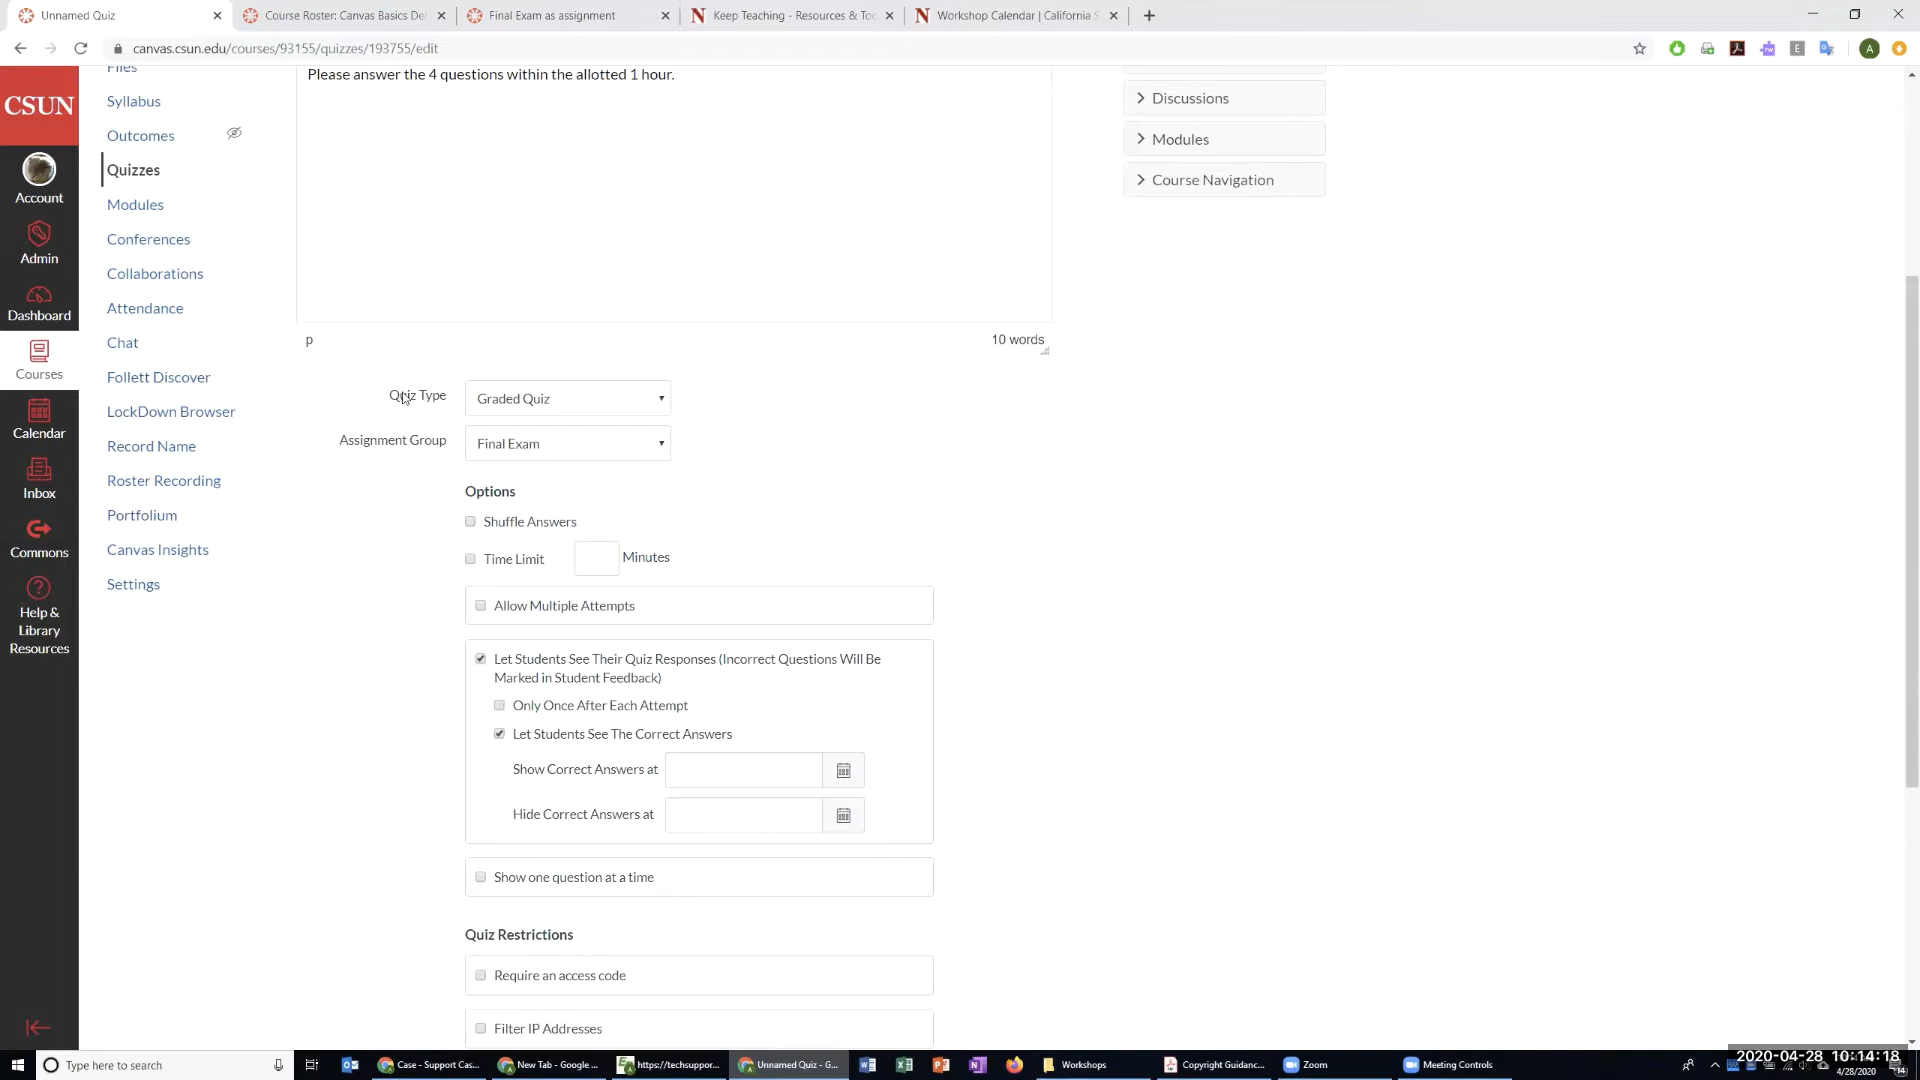 Unnamed Quiz
Course Roster: Canvas Basics De
Final Exam as assignment
Keep Teaching - Resources & Too
Workshop Calendar | California S
canvas.csun.edu/courses/93155/quizzes/193755/edit
CSUN
Account
Admin
Dashboard
Courses
Calendar
Inbox
Commons
Help &
Library
Resources
Files
Syllabus
Outcomes
Quizzes
Modules
Conferences
Collaborations
Attendance
Chat
Follett Discover
LockDown Browser
Record Name
Roster Recording
Portfolium
Canvas Insights
Settings
Please answer the 4 questions within the allotted 1 hour.
p
10 words
Discussions
Modules
Course Navigation
Quiz Type
Graded Quiz
Assignment Group
Final Exam
Options
Shuffle Answers
Time Limit
Minutes
Allow Multiple Attempts
Let Students See Their Quiz Responses (Incorrect Questions Will Be
Marked in Student Feedback)
Only Once After Each Attempt
Let Students See The Correct Answers
Show Correct Answers at
Hide Correct Answers at
Show one question at a time
Quiz Restrictions
Require an access code
Filter IP Addresses
Type here to search
Case - Support Cas...
New Tab - Google ...
https://techsuppor...
Unnamed Quiz - G...
Workshops
Copyright Guidanc...
Zoom
Meeting Controls
2020-04-28 10:14:18
4/28/2020